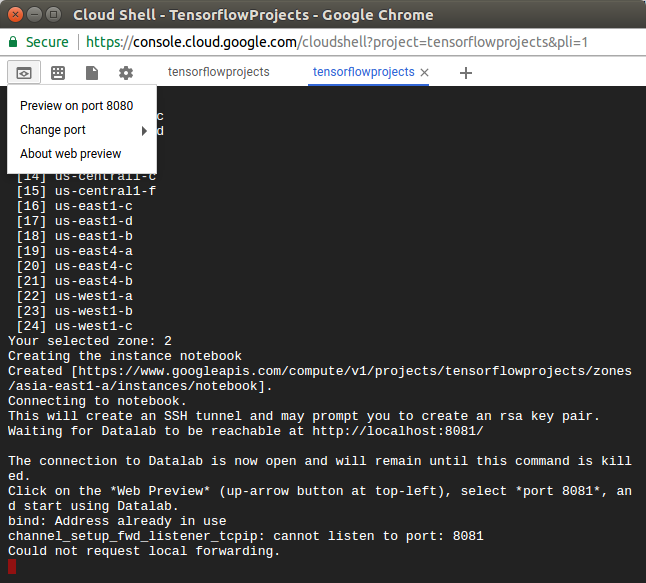 Cloud Shell - TensorflowProjects - Google Chrome
Secure https://console.cloud.google.com/cloudshell?project=tensorflowprojects&pli=1
tensorflowprojects tensorflowprojects
Preview on port 8080
c
Change port
d
About web preview
[14] us-central1-c
[15] us-central1-f
[16] us-east1-c
[17] us-east1-d
[18] us-east1-b
[19] us-east4-a
[20] us-east4-c
[21] us-east4-b
[22] us-west1-a
[23] us-west1-b
[24] us-west1-c
Your selected zone: 2
Creating the instance notebook
Created [https://www.googleapis.com/compute/v1/projects/tensorflowprojects/zones
/asia-east1-a/instances/notebook].
Connecting to notebook.
This will create an SSH tunnel and may prompt you to create an rsa key pair.
Waiting for Datalab to be reachable at http://localhost:8081/
The connection to Datalab is now open and will remain until this command is kill
ed.
Click on the *Web Preview* (up-arrow button at top-left), select *port 8081*, an
d start using Datalab.
bind: Address already in use
channel_setup_fwd_listener_tcpip: cannot listen to port: 8081
Could not request local forwarding.